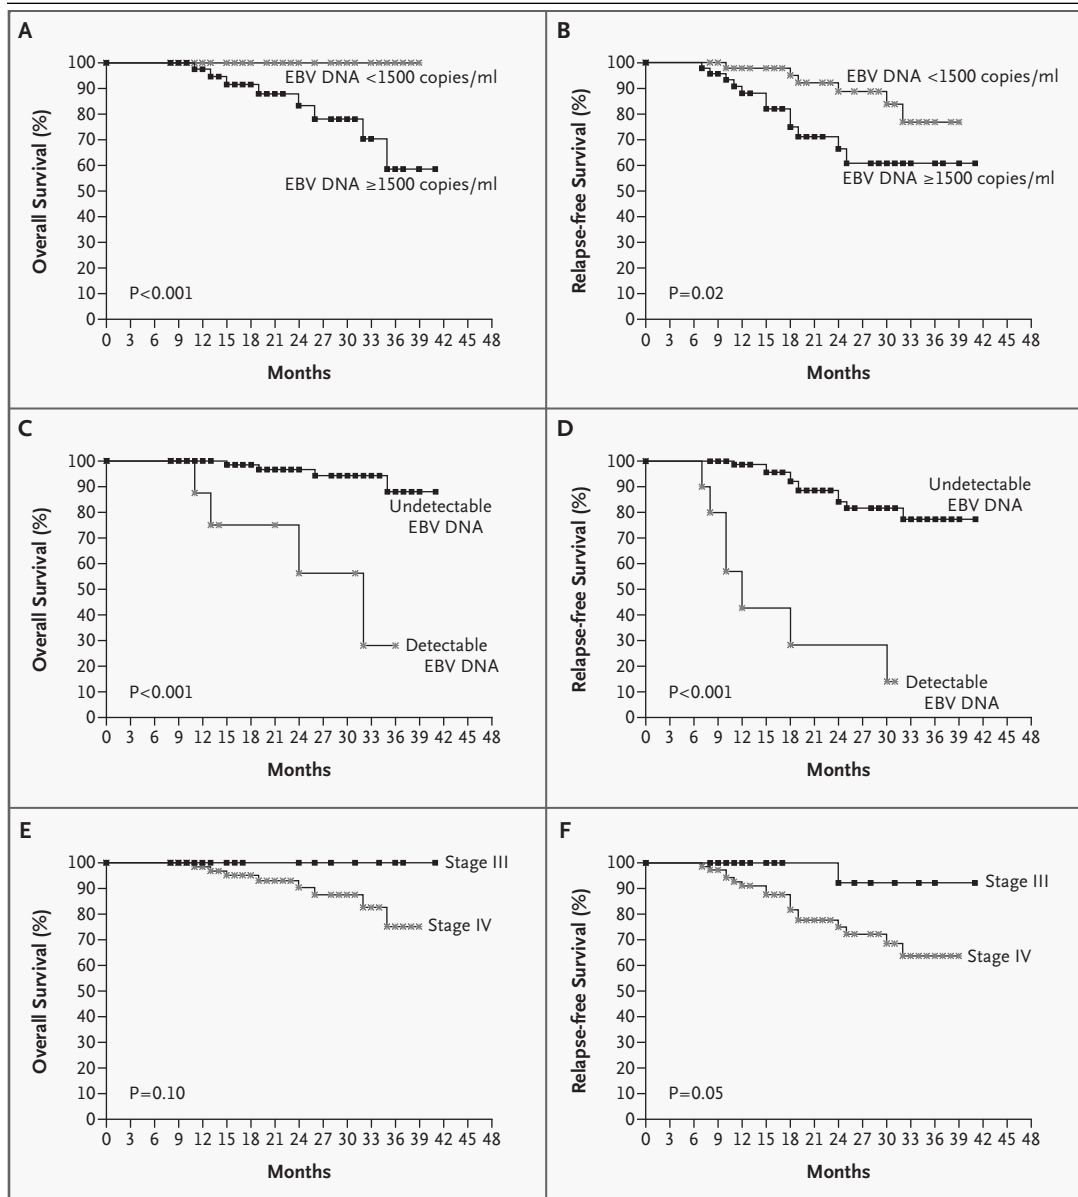 A
Overall Survival (%)
100
90
80
70
60
50
40
30
20
10
0
EBV DNA <1500 copies/ml
EBV DNA ≥1500 copies/ml
P<0.001
0 3 6 9 12 15 18 21 24 27 30 33 36 39 42 45 48
Months
B
Relapse-free Survival (%)
100
90
80
70
60
50
40
30
20
10
0
EBV DNA <1500 copies/ml
EBV DNA ≥1500 copies/ml
P=0.02
0 3 6 9 12 15 18 21 24 27 30 33 36 39 42 45 48
Months
C
Overall Survival (%)
100
90
80
70
60
50
40
30
20
10
0
Undetectable
EBV DNA
Detectable
EBV DNA
P<0.001
0 3 6 9 12 15 18 21 24 27 30 33 36 39 42 45 48
Months
D
Relapse-free Survival (%)
100
90
80
70
60
50
40
30
20
10
0
Undetectable
EBV DNA
Detectable
EBV DNA
P<0.001
0 3 6 9 12 15 18 21 24 27 30 33 36 39 42 45 48
Months
E
Overall Survival (%)
100
90
80
70
60
50
40
30
20
10
0
Stage III
Stage IV
P=0.10
0 3 6 9 12 15 18 21 24 27 30 33 36 39 42 45 48
Months
F
Relapse-free Survival (%)
100
90
80
70
60
50
40
30
20
10
0
Stage III
Stage IV
P=0.05
0 3 6 9 12 15 18 21 24 27 30 33 36 39 42 45 48
Months